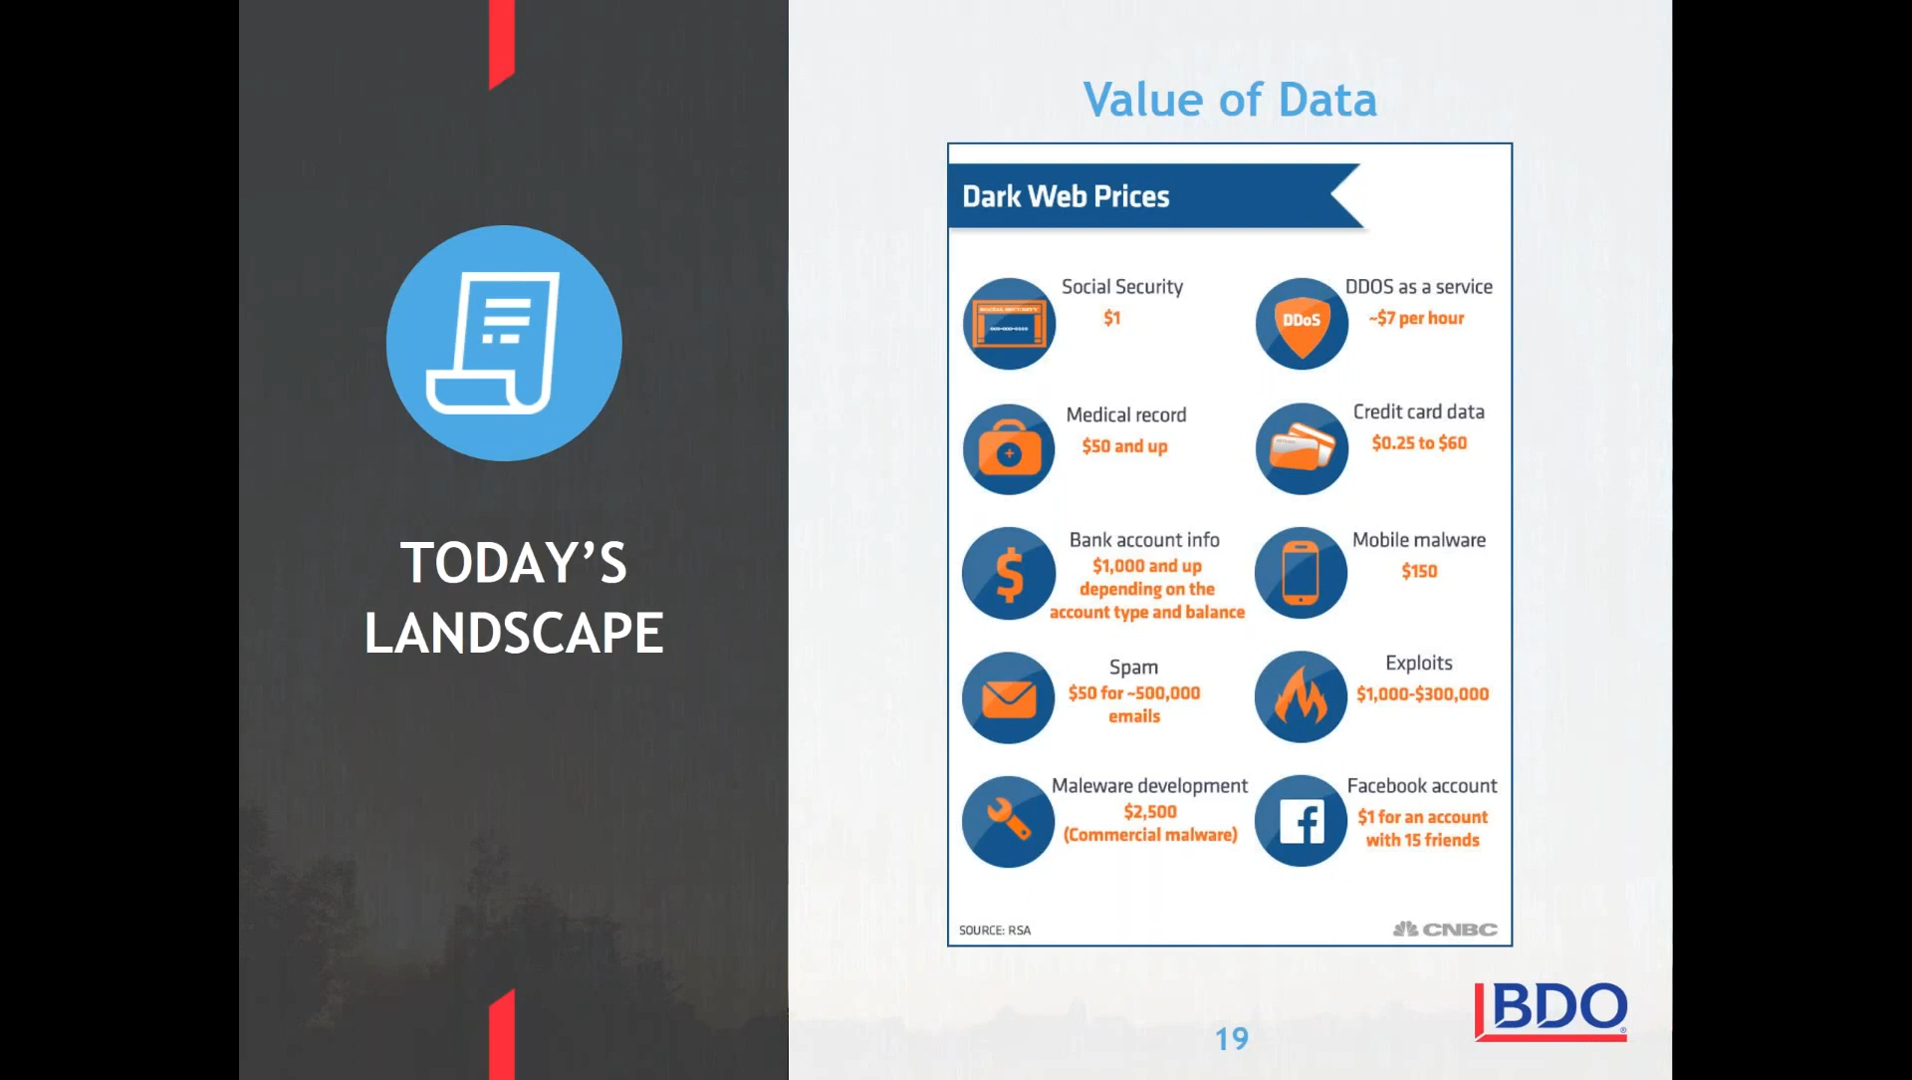 TODAY’S
LANDSCAPE
Value of Data
Dark Web Prices
Social Security
$1
DDoS
DDOS as a service
~$7 per hour
Medical record
$50 and up
Credit card data
$0.25 to $60
Bank account info
$1,000 and up
depending on the
account type and balance
Mobile malware
$150
Spam
$50 for ~500,000
emails
Exploits
$1,000-$300,000
Maleware development
$2,500
(Commercial malware)
Facebook account
$1 for an account
with 15 friends
SOURCE: RSA
CNBC
19
BDO